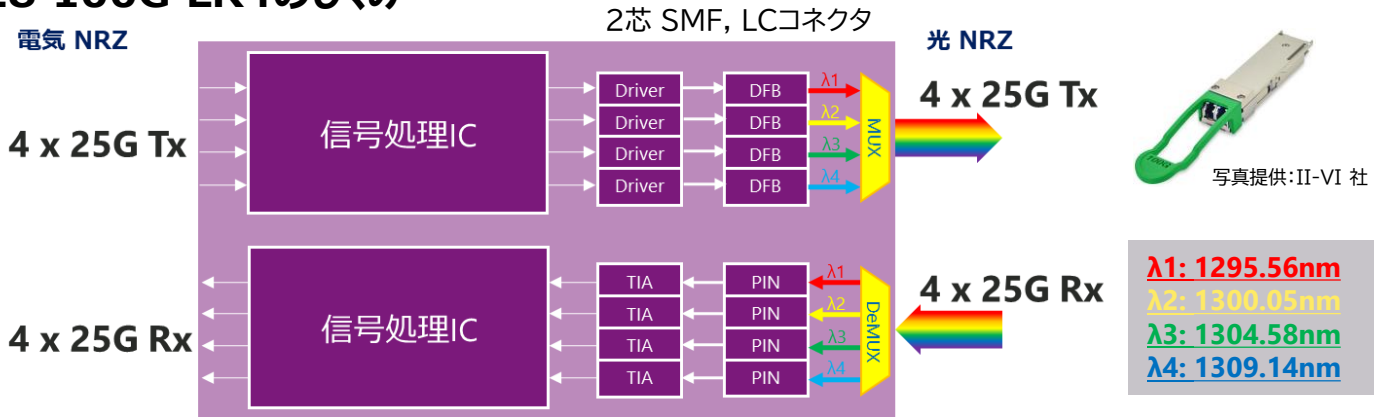 2芯 SMF, LCコネクタ
電気 NRZ
光 NRZ
4 x 25G Tx
信号処理IC
Driver
DFB
λ1
Driver
DFB
λ2
Driver
DFB
λ3
Driver
DFB
λ4
MUX
4 x 25G Tx
写真提供:II-VI 社
4 x 25G Rx
信号処理IC
TIA
PIN
λ1
TIA
PIN
λ2
TIA
PIN
λ3
TIA
PIN
λ4
DeMUX
4 x 25G Rx
λ1: 1295.56nm
λ2: 1300.05nm
λ3: 1304.58nm
λ4: 1309.14nm